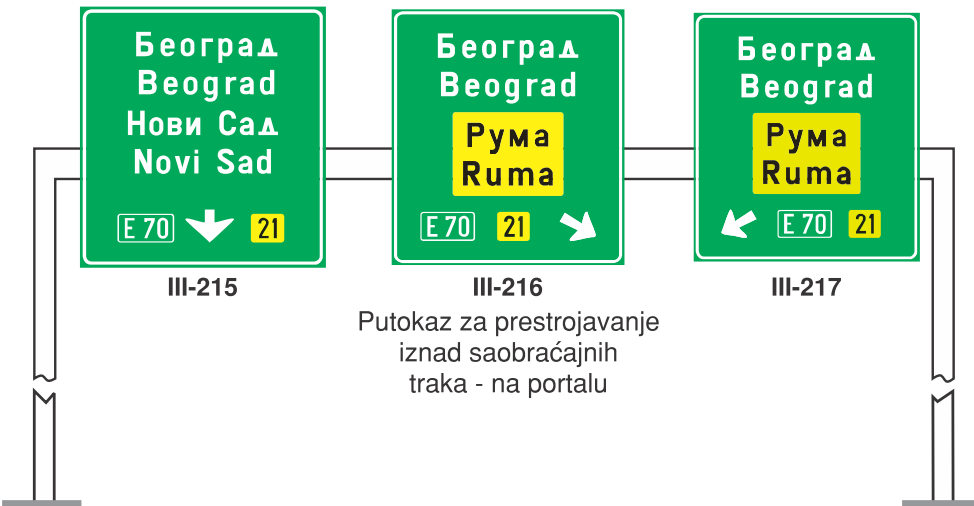 Београд
Beograd
Нови Сад
Novi Sad
E 70 21
III-215
Београд
Beograd
Рума
Ruma
E 70 21
III-216
Београд
Beograd
Рума
Ruma
E 70 21
III-217
Putokaz za prestrojavanje
iznad saobraćajnih
traka - na portalu